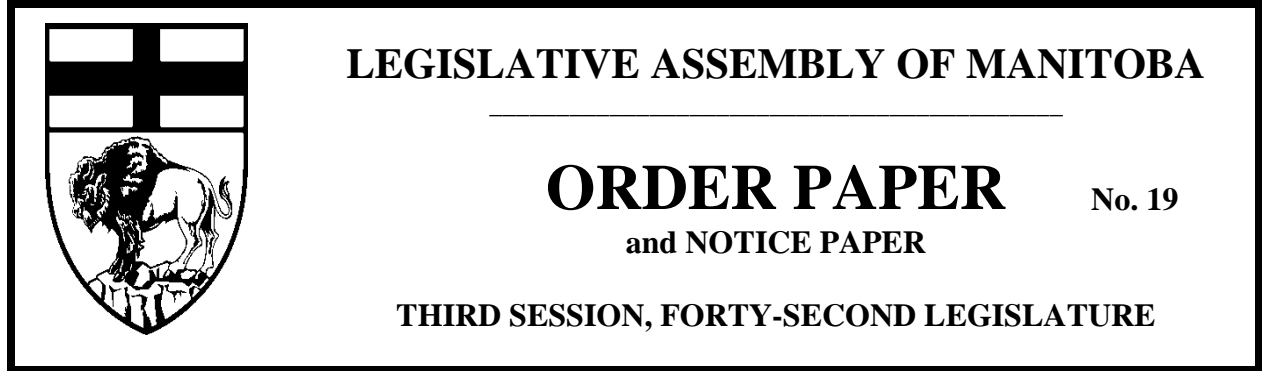 LEGISLATIVE ASSEMBLY OF MANITOBA
ORDER PAPER No. 19
and NOTICE PAPER
THIRD SESSION, FORTY-SECOND LEGISLATURE